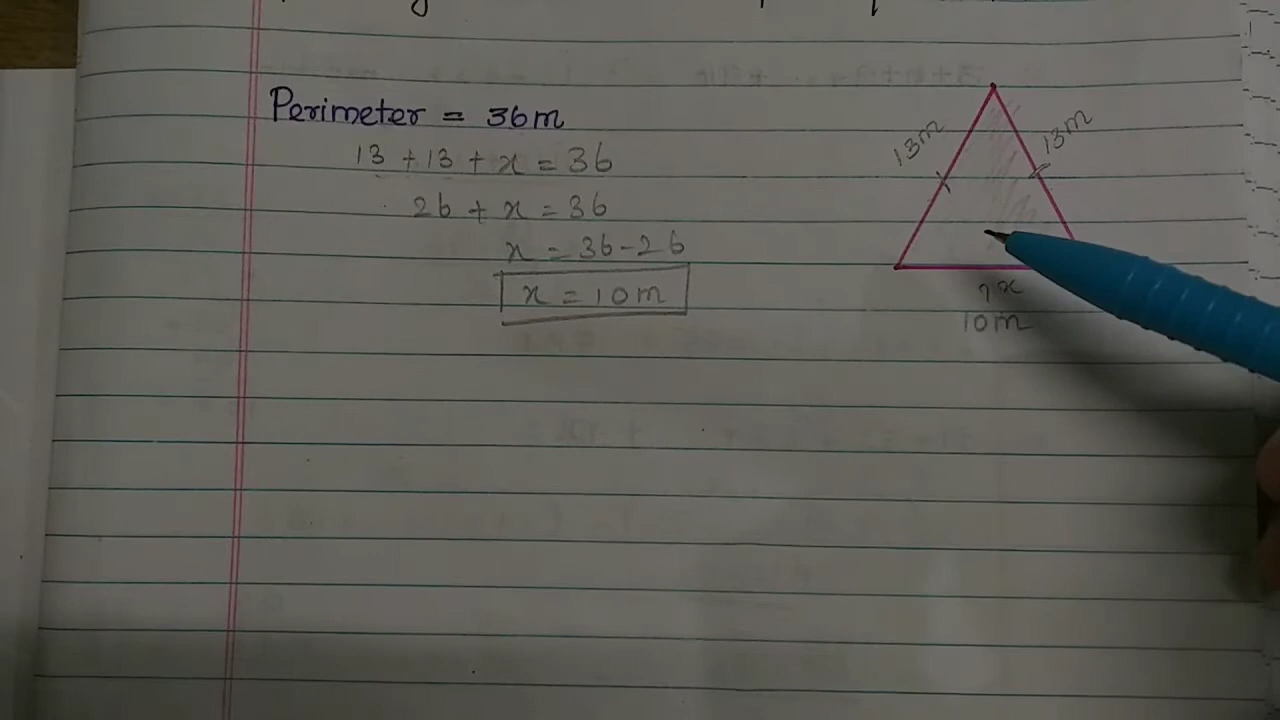 Perimeter = 36m
13 + 13 + x = 36
26 + x = 36
x = 36 - 26
x = 10m
13m
13m
? x
10m